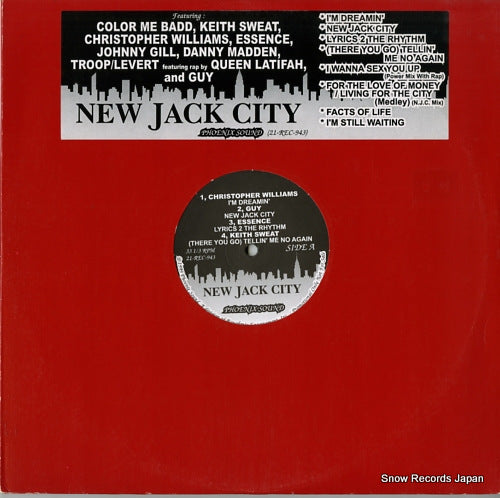 Featuring :
COLOR ME BADD, KEITH SWEAT,
CHRISTOPHER WILLIAMS, ESSENCE,
JOHNNY GILL, DANNY MADDEN,
TROOP/LEVERT featuring rap by QUEEN LATIFAH,
and GUY
NEW JACK CITY
PHOENIX SOUND (21-REC-943)
* I'M DREAMIN'
* NEW JACK CITY
* LYRICS 2 THE RHYTHM
* (THERE YOU GO) TELLIN'
ME NO AGAIN
* I WANNA SEX YOU UP
(Power Mix With Rap)
* FOR THE LOVE OF MONEY
/ LIVING FOR THE CITY
(Medley) (N.J.C. Mix)
* FACTS OF LIFE
* I'M STILL WAITING
1, CHRISTOPHER WILLIAMS
I'M DREAMIN'
2, GUY
NEW JACK CITY
3, ESSENCE
LYRICS 2 THE RHYTHM
4, KEITH SWEAT
(THERE YOU GO) TELLIN' ME NO AGAIN
33 1/3 RPM
21-REC-943
SIDE A
NEW JACK CITY
PHOENIX SOUND
Snow Records Japan